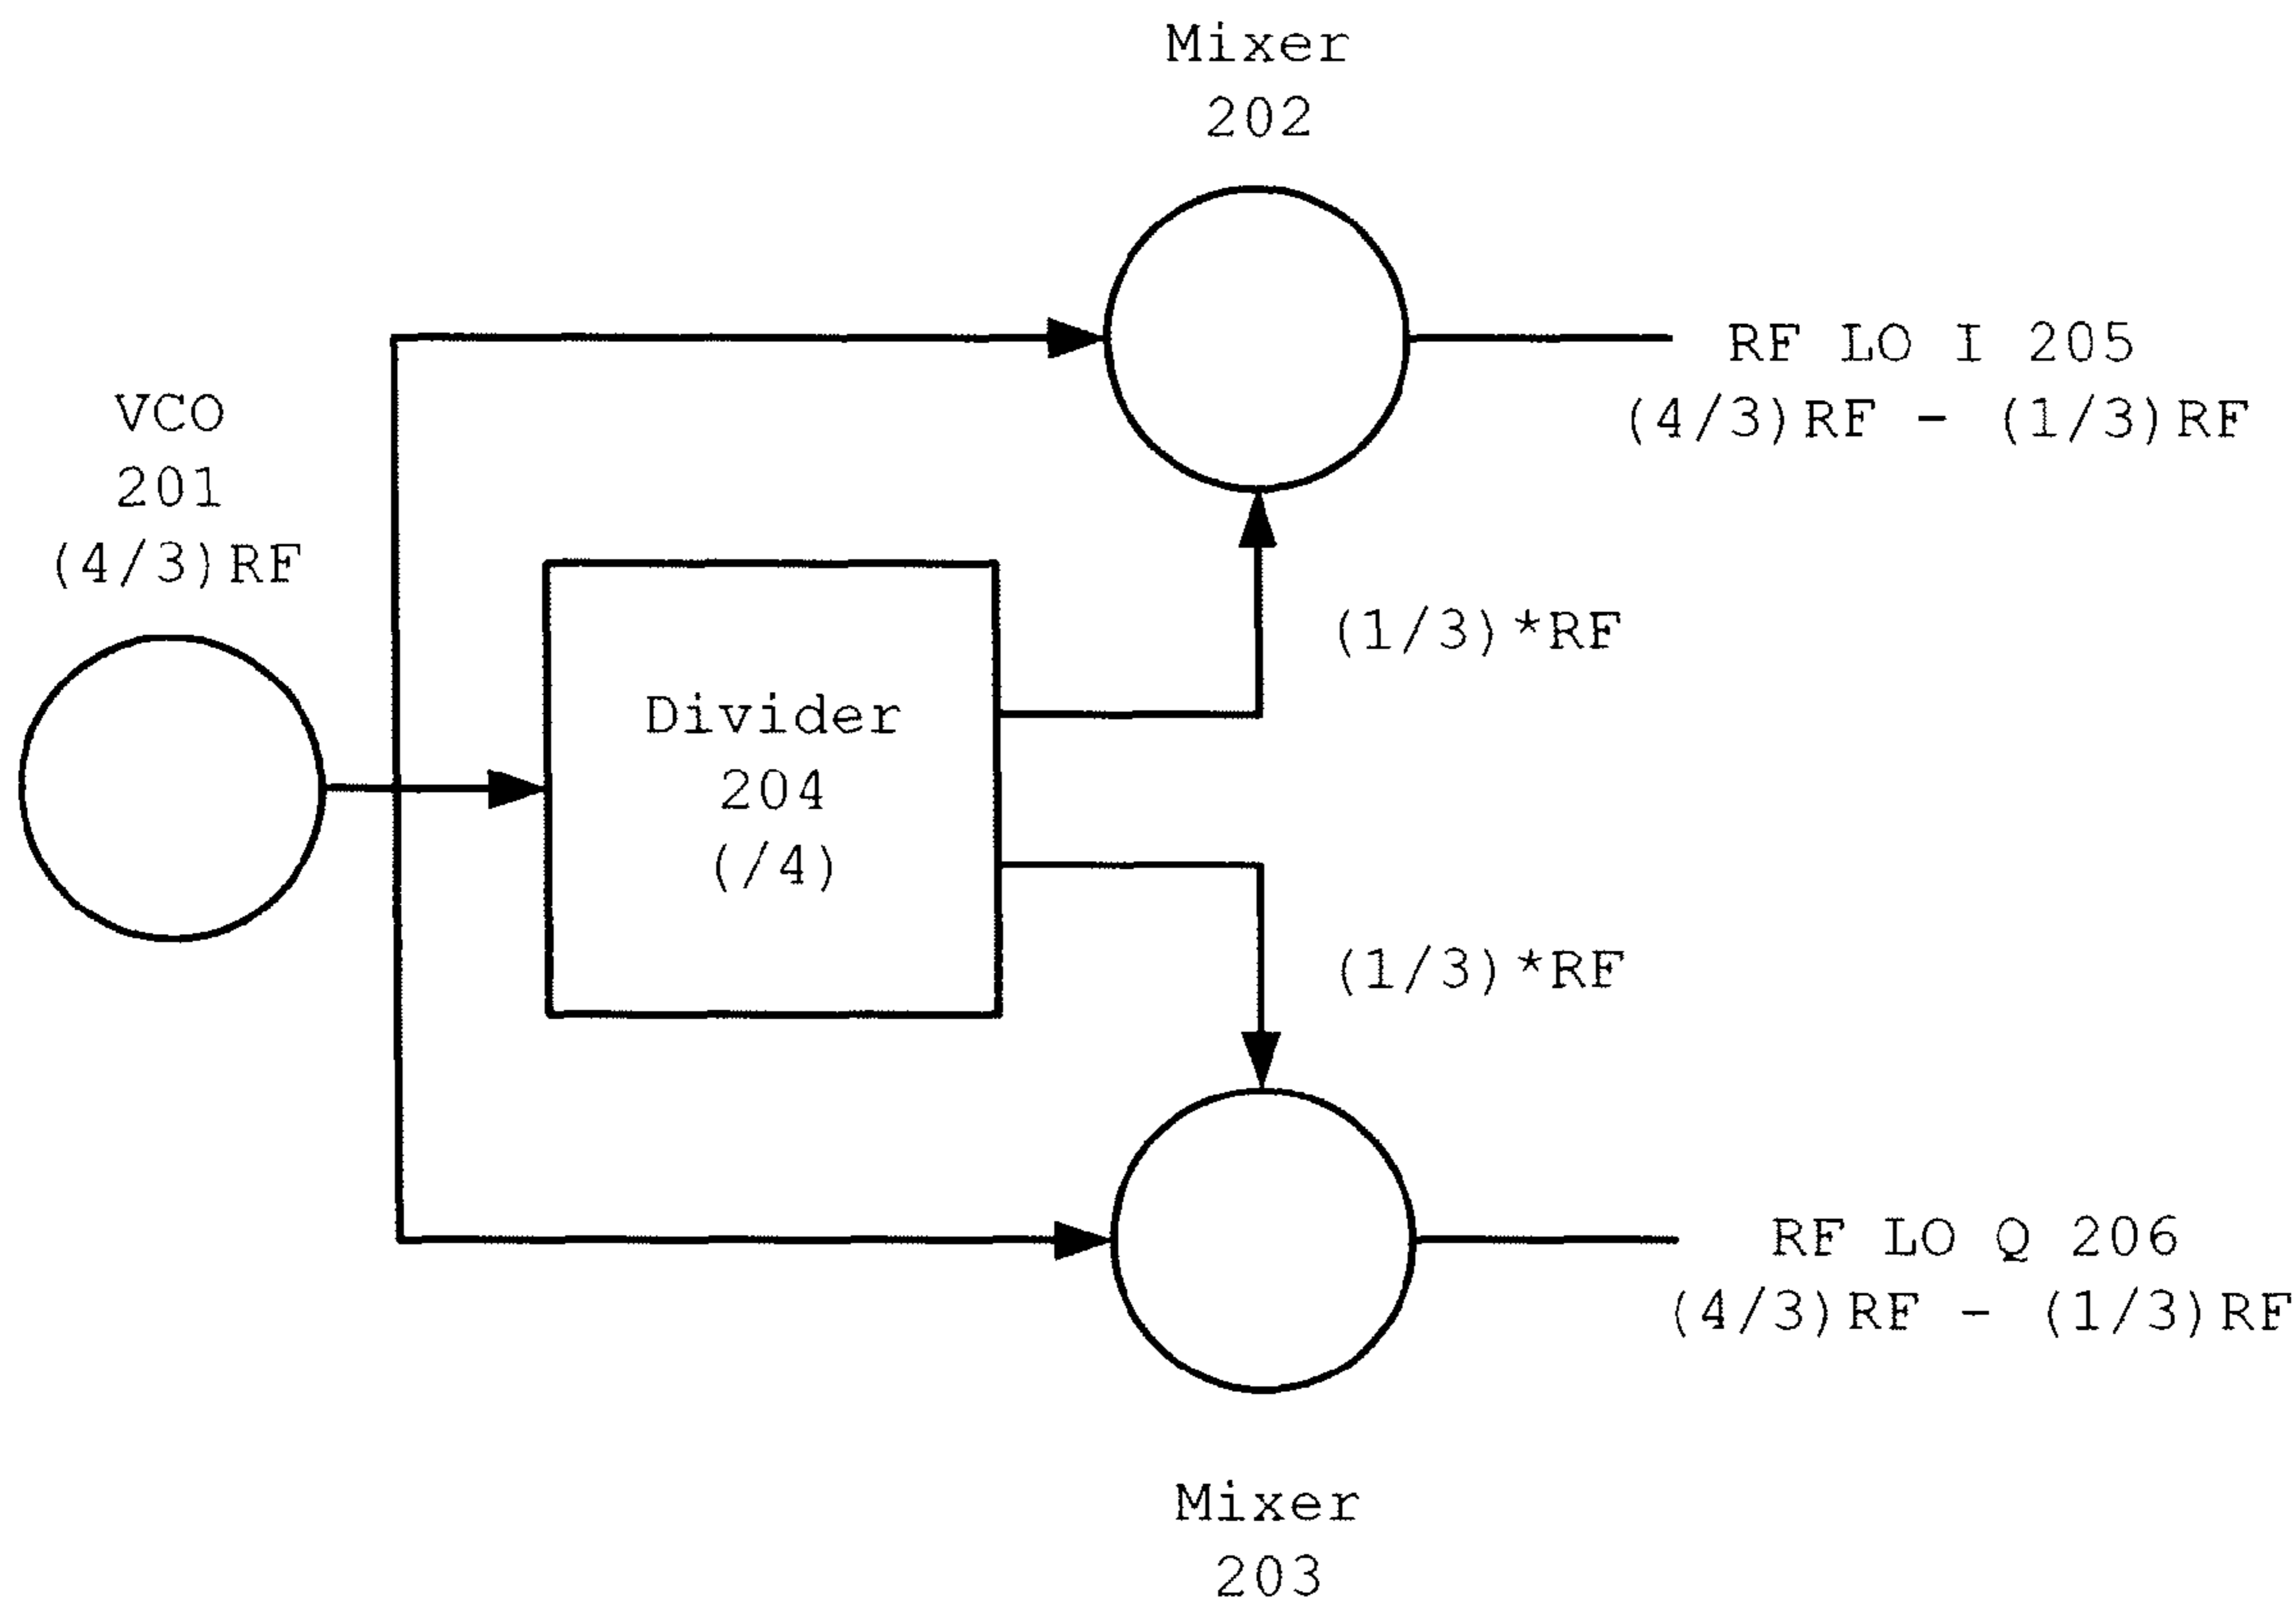 Mixer
202
RF LO I 205
(4/3)RF - (1/3)RF
VCO
201
(4/3)RF
(1/3)*RF
Divider
204
(/4)
(1/3)*RF
RF LO Q 206
(4/3)RF - (1/3)RF
Mixer
203